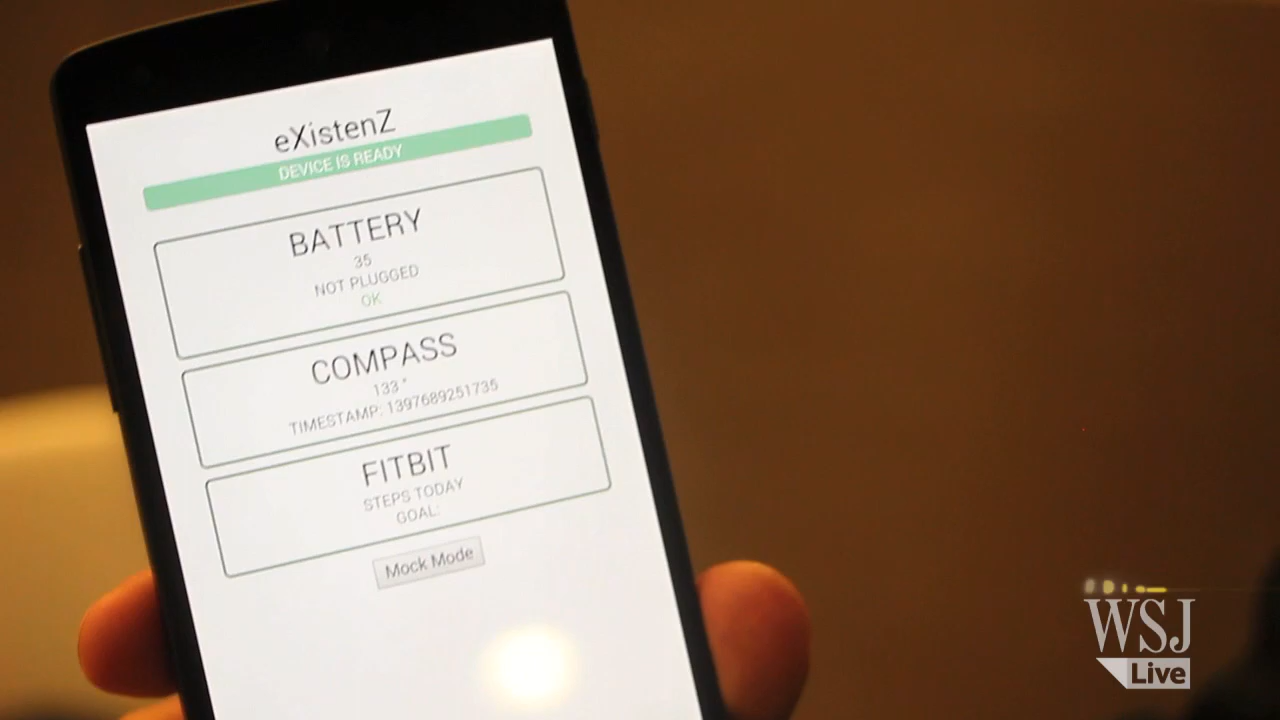 eXistenZ
DEVICE IS READY
BATTERY
35
NOT PLUGGED
OK
COMPASS
133 °
TIMESTAMP: 1397689251735
FITBIT
STEPS TODAY
GOAL:
Mock Mode
WSJ
Live